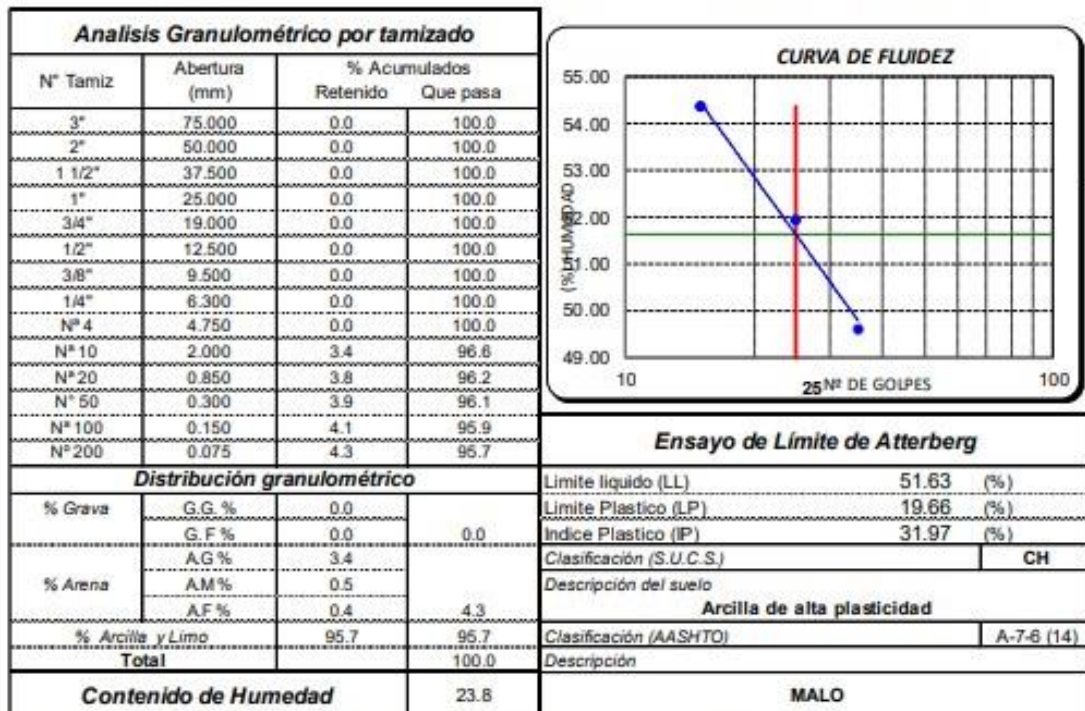 Analisis Granulométrico por tamizado
N° Tamiz Abertura (mm) % Acumulados
Retenido Que pasa
3" 75.000 0.0 100.0
2" 50.000 0.0 100.0
1 1/2" 37.500 0.0 100.0
1" 25.000 0.0 100.0
3/4" 19.000 0.0 100.0
1/2" 12.500 0.0 100.0
3/8" 9.500 0.0 100.0
1/4" 6.300 0.0 100.0
Nª 4 4.750 0.0 100.0
Nª 10 2.000 3.4 96.6
Nª 20 0.850 3.8 96.2
N° 50 0.300 3.9 96.1
Nª 100 0.150 4.1 95.9
Nª 200 0.075 4.3 95.7
Distribución granulométrico
% Grava G.G. % 0.0
G. F % 0.0 0.0
A.G % 3.4
% Arena A.M % 0.5
A.F % 0.4 4.3
% Arcilla y Limo 95.7 95.7
Total 100.0
Contenido de Humedad 23.8
CURVA DE FLUIDEZ
55.00
54.00
53.00
52.00
51.00
50.00
49.00
(%) HUMEDAD
10 25 Nº DE GOLPES 100
Ensayo de Límite de Atterberg
Limite liquido (LL) 51.63 (%)
Limite Plastico (LP) 19.66 (%)
Indice Plastico (IP) 31.97 (%)
Clasificación (S.U.C.S.) CH
Descripción del suelo
Arcilla de alta plasticidad
Clasificación (AASHTO) A-7-6 (14)
Descripción
MALO